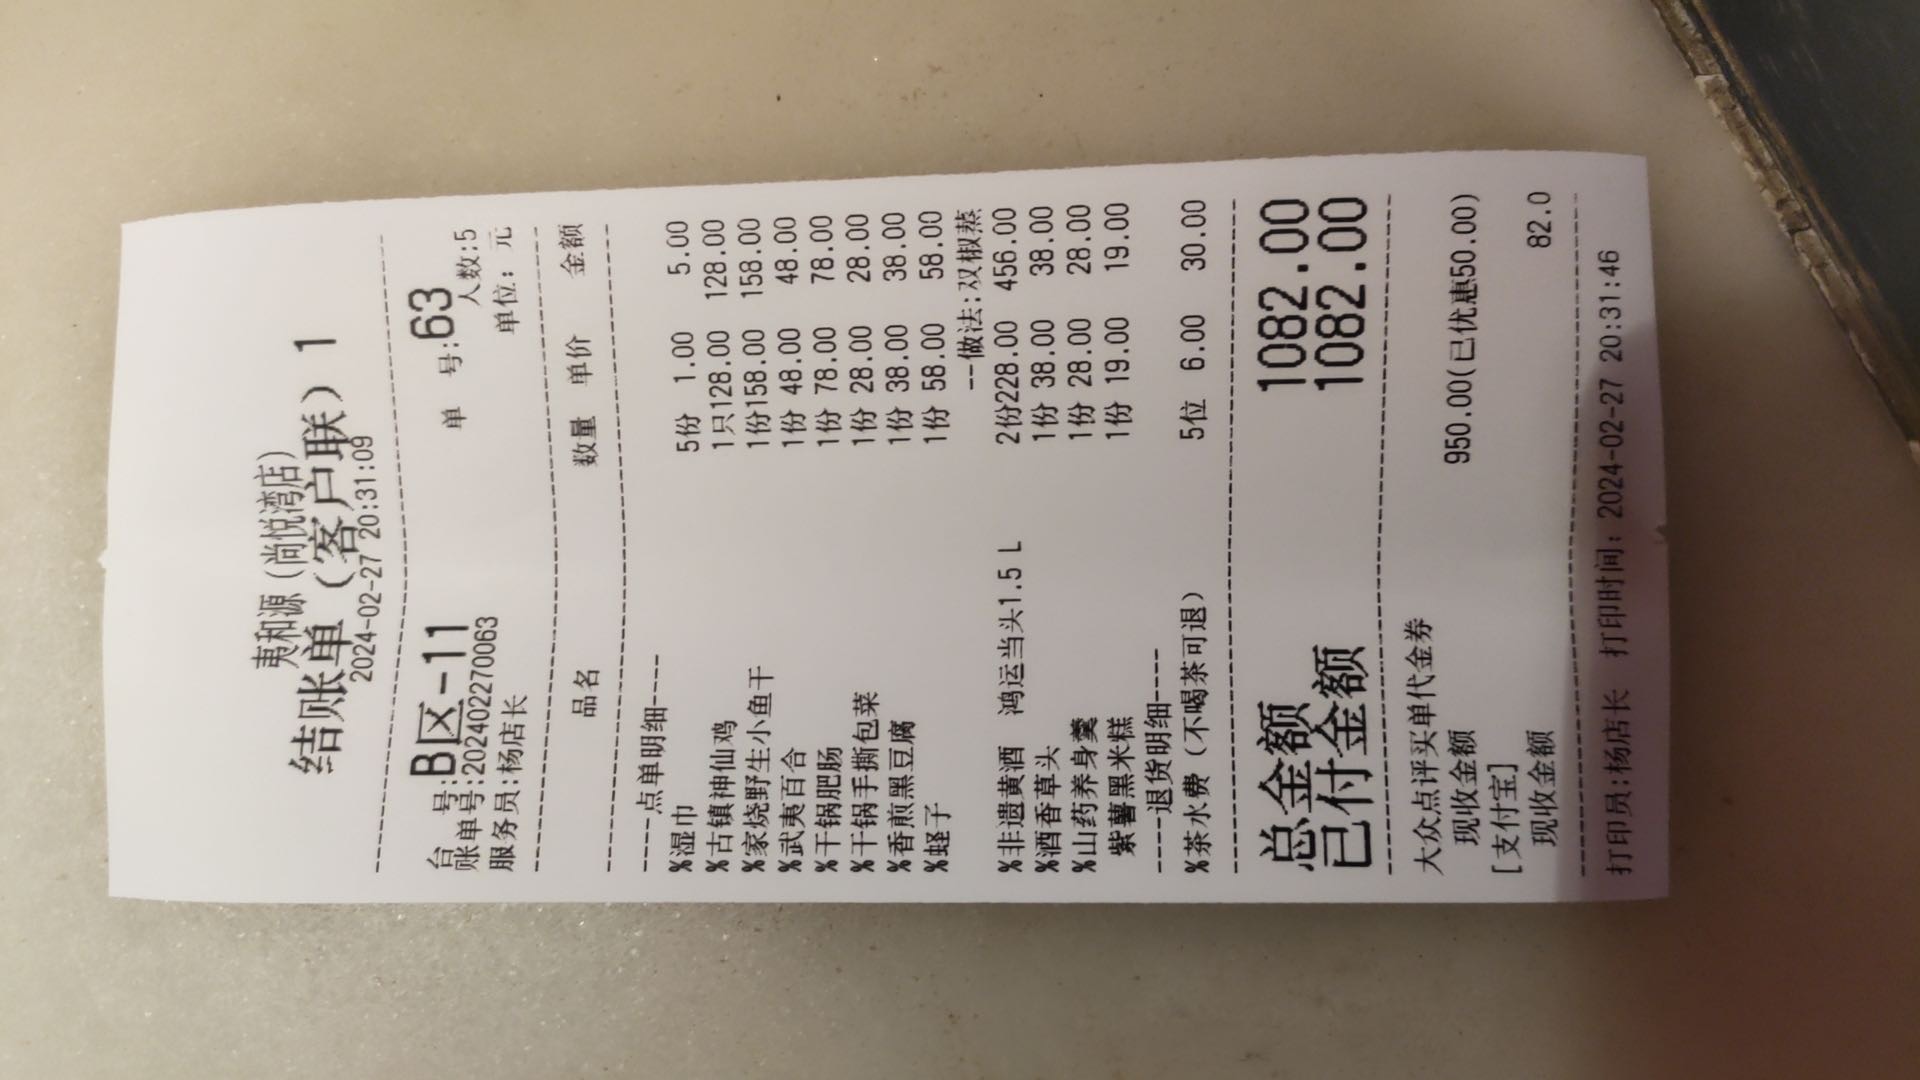 夷和源（尚悦湾店）
结账单（客户联）1
2024-02-27 20:31:09
台 号:B区-11 单 号:63
账单号:2024022700063 人数:5
服务员:杨店长 单位: 元
品名 数量 单价 金额
----点单明细----
%湿巾 5份 1.00 5.00
%古镇神仙鸡 1只128.00 128.00
%家烧野生小鱼干 1份158.00 158.00
%武夷百合 1份 48.00 48.00
%干锅肥肠 1份 78.00 78.00
%干锅手撕包菜 1份 28.00 28.00
%香煎黑豆腐 1份 38.00 38.00
%蛏子 1份 58.00 58.00
--做法:双椒蒸
%非遗黄酒 鸿运当头1.5 L 2份228.00 456.00
%酒香草头 1份 38.00 38.00
%山药养身羹 1份 28.00 28.00
紫薯黑米糕 1份 19.00 19.00
----退货明细----
%茶水费（不喝茶可退） 5位 6.00 30.00
总金额 1082.00
已付金额 1082.00
大众点评买单代金券
现收金额 950.00(已优惠50.00)
[支付宝]
现收金额 82.0
打印员:杨店长 打印时间: 2024-02-27 20:31:46